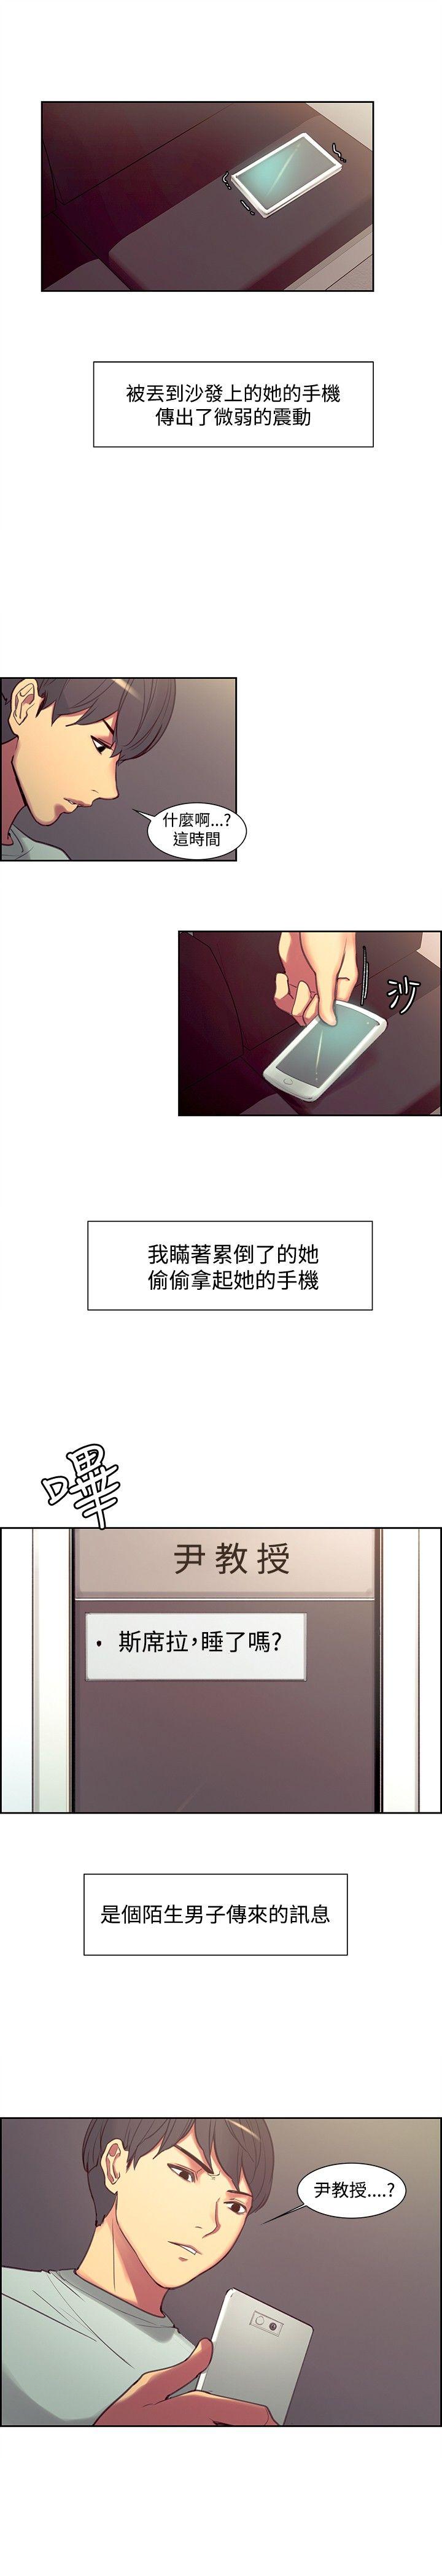 被丟到沙發上的她的手機
傳出了微弱的震動
什麼啊...?
這時間
沙
我瞞著累倒了的她
偷偷拿起她的手機
嗶
尹教授
· 斯席拉,睡了嗎?
是個陌生男子傳來的訊息
尹教授....?